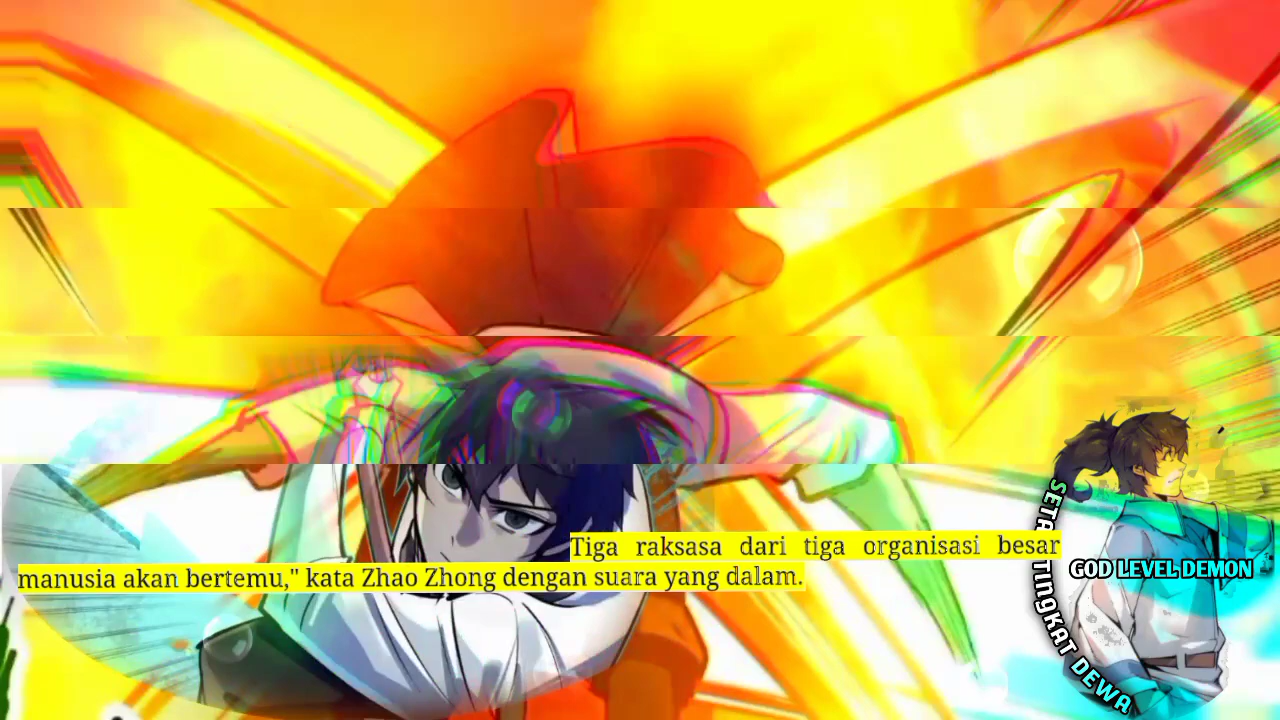 Tiga raksasa dari tiga organisasi besar
manusia akan bertemu," kata Zhao Zhong dengan suara yang dalam.
GOD LEVEL DEMON
SETAN TINGKAT DEWA